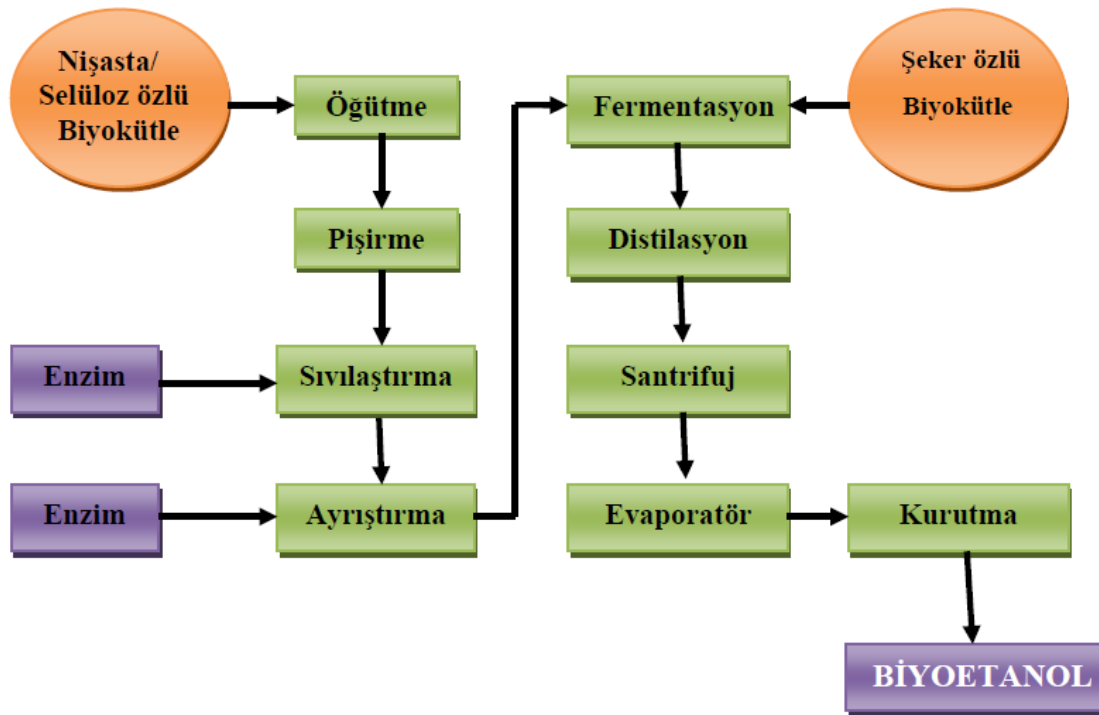 Nişasta/
Selüloz özlü
Biyokütle
Öğütme
Pişirme
Enzim
Sıvılaştırma
Enzim
Ayrıştırma
Fermentasyon
Şeker özlü
Biyokütle
Distilasyon
Santrifuj
Evaporatör
Kurutma
BİYOETANOL